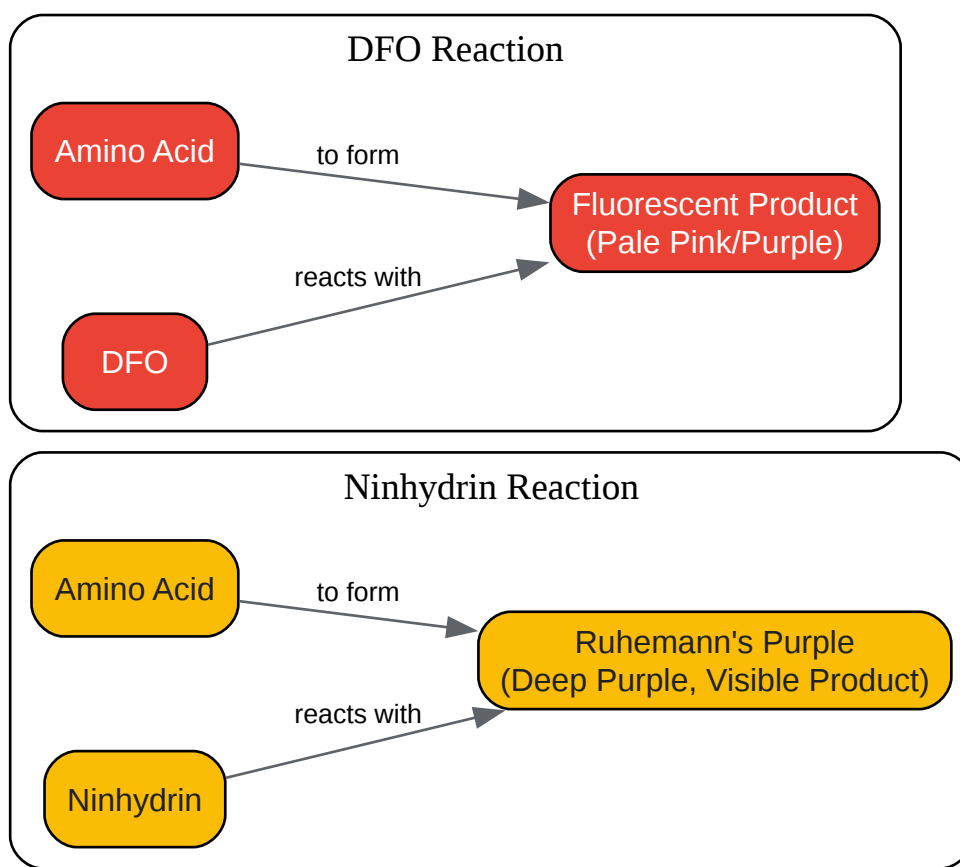 DFO Reaction
Amino Acid
to form
Fluorescent Product
(Pale Pink/Purple)
reacts with
DFO
Ninhydrin Reaction
Amino Acid
to form
Ruhemann's Purple
(Deep Purple, Visible Product)
reacts with
Ninhydrin